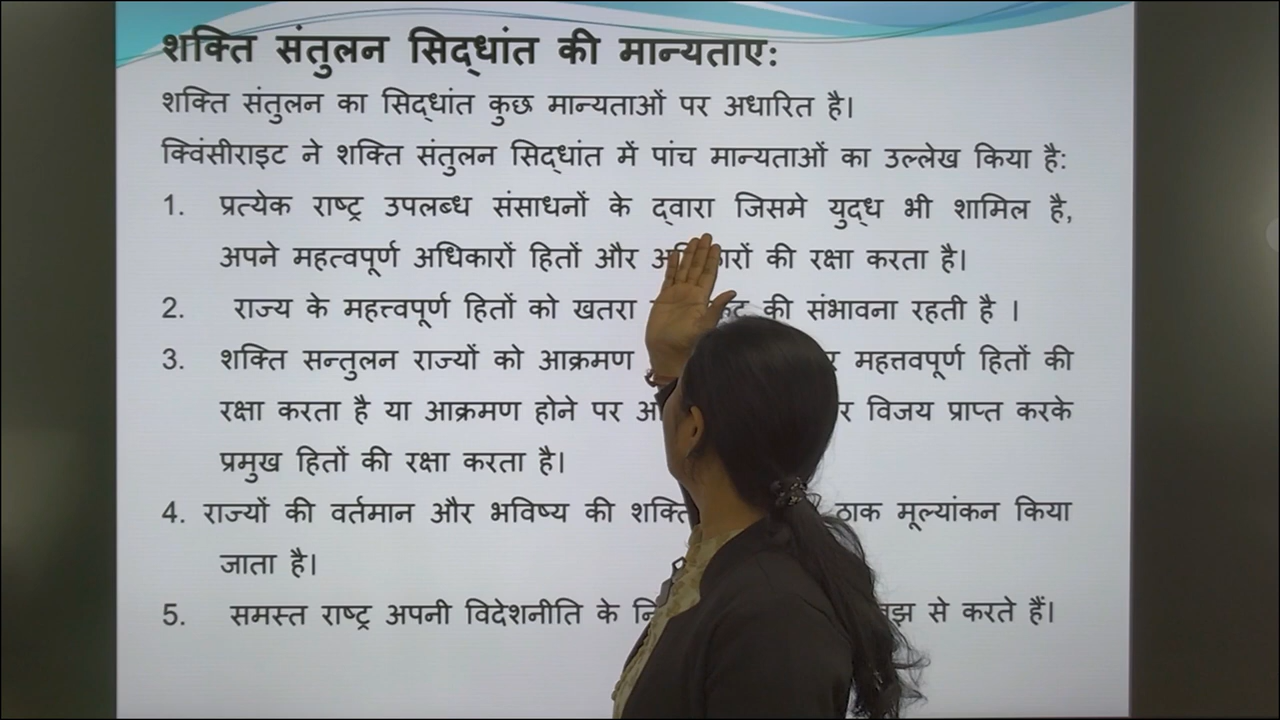 शक्ति संतुलन सिद्धांत की मान्यताए:
शक्ति संतुलन का सिद्धांत कुछ मान्यताओं पर अधारित है।
क्विंसीराइट ने शक्ति संतुलन सिद्धांत में पांच मान्यताओं का उल्लेख किया है:
1. प्रत्येक राष्ट्र उपलब्ध संसाधनों के द्वारा जिसमे युद्ध भी शामिल है,
अपने महत्वपूर्ण अधिकारों हितों और की रक्षा करता है।
2. राज्य के महत्त्वपूर्ण हितों को खतरा की संभावना रहती है ।
3. शक्ति सन्तुलन राज्यों को आक्रमण महत्तवपूर्ण हितों की
रक्षा करता है या आक्रमण होने पर विजय प्राप्त करके
प्रमुख हितों की रक्षा करता है।
4. राज्यों की वर्तमान और भविष्य की मूल्यांकन किया
जाता है।
5. समस्त राष्ट्र अपनी विदेशनीति के से करते हैं।